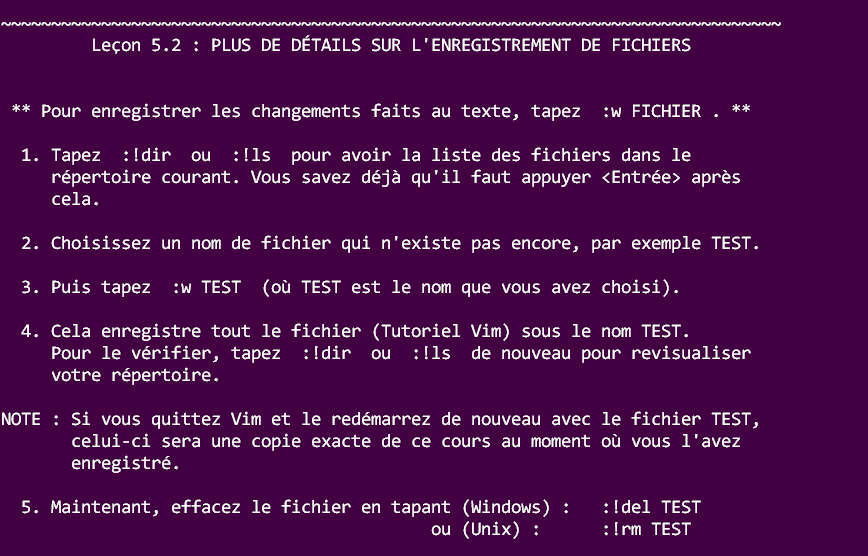 ~~~~~~~~~~~~~~~~~~~~~~~~~~~~~~~~~~~~~~~~~~~~~~~~~~~~~~~~~~~~~~~~~~~~~~~~~~~~~~
Leçon 5.2 : PLUS DE DÉTAILS SUR L'ENREGISTREMENT DE FICHIERS
** Pour enregistrer les changements faits au texte, tapez  :w FICHIER . **
1. Tapez  :!dir  ou  :!ls  pour avoir la liste des fichiers dans le
répertoire courant. Vous savez déjà qu'il faut appuyer <Entrée> après
cela.
2. Choisissez un nom de fichier qui n'existe pas encore, par exemple TEST.
3. Puis tapez  :w TEST  (où TEST est le nom que vous avez choisi).
4. Cela enregistre tout le fichier (Tutoriel Vim) sous le nom TEST.
Pour le vérifier, tapez  :!dir  ou  :!ls  de nouveau pour revisualiser
votre répertoire.
NOTE : Si vous quittez Vim et le redémarrez de nouveau avec le fichier TEST,
celui-ci sera une copie exacte de ce cours au moment où vous l'avez
enregistré.
5. Maintenant, effacez le fichier en tapant (Windows) :   :!del TEST
ou (Unix) :      :!rm TEST